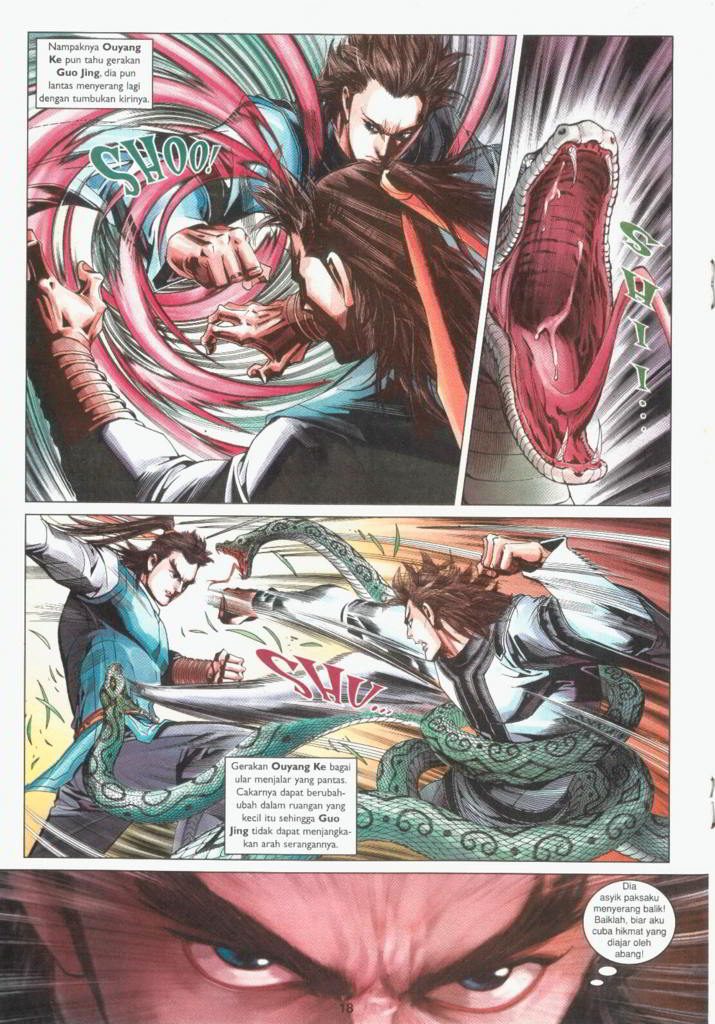 Nampaknya Ouyang
Ke pun tahu gerakan
Guo Jing, dia pun
lantas menyerang lagi
dengan tumbukan kirinya.
SHOO!
SHII...
SHU...
Gerakan Ouyang Ke bagai
ular menjalar yang pantas.
Cakarnya dapat berubah-
ubah dalam ruangan yang
kecil itu sehingga Guo
Jing tidak dapat menjangka-
kan arah serangannya.
Dia
asyik paksaku
menyerang balik!
Baiklah, biar aku
cuba hikmat yang
diajar oleh
abang!
18